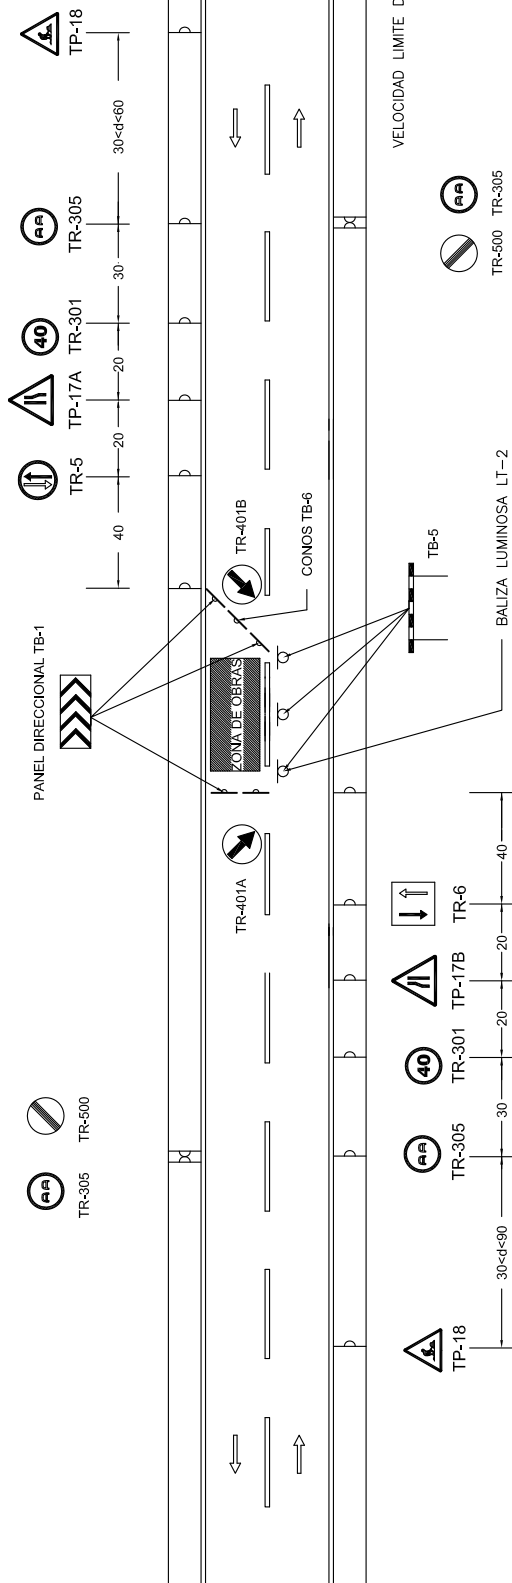 TP-18
30<d<60
TR-305
30
40
TR-301
20
TP-17A
20
TR-5
40
VELOCIDAD LIMITE D
TR-305
TR-500
TR-401B
CONOS TB-6
PANEL DIRECCIONAL TB-1
ZONA DE OBRAS
TB-5
BALIZA LUMINOSA LT-2
TR-401A
40
TR-6
20
TP-17B
20
40
TR-301
30
TR-305
30<d<90
TP-18
TR-500
TR-305